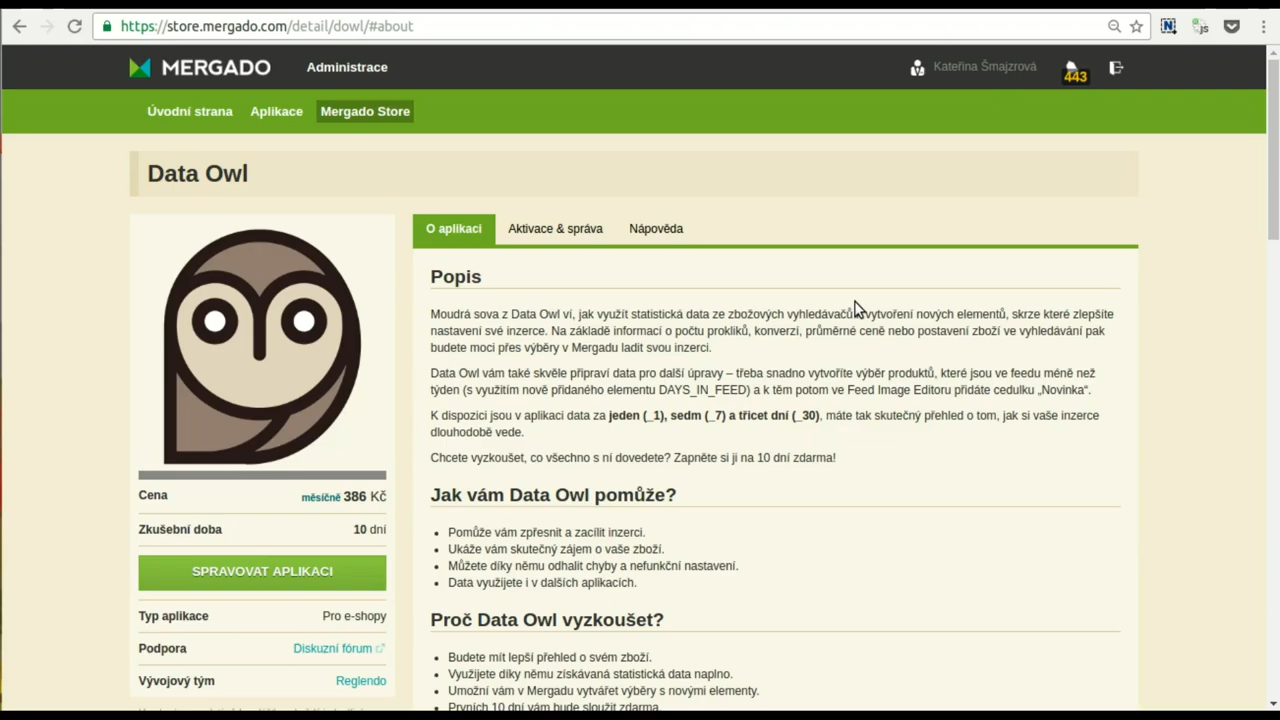 https://store.mergado.com/detail/dowl/#about
MERGADO
Administrace
Kateřina Šmajzrová
443
Úvodní strana
Aplikace
Mergado Store
Data Owl
O aplikaci
Aktivace & správa
Nápověda
Popis
Moudrá sova z Data Owl ví, jak využít statistická data ze zbožových vyhledávačů vytvoření nových elementů, skrze které zlepšíte
nastavení své inzerce. Na základě informací o počtu prokliků, konverzí, průměrné ceně nebo postavení zboží ve vyhledávání pak
budete moci přes výběry v Mergadu ladit svou inzerci.
Data Owl vám také skvěle připraví data pro další úpravy – třeba snadno vytvoříte výběr produktů, které jsou ve feedu méně než
týden (s využitím nově přidaného elementu DAYS_IN_FEED) a k těm potom ve Feed Image Editoru přidáte cedulku „Novinka“.
K dispozici jsou v aplikaci data za jeden (_1), sedm (_7) a třicet dní (_30), máte tak skutečný přehled o tom, jak si vaše inzerce
dlouhodobě vede.
Chcete vyzkoušet, co všechno s ní dovedete? Zapněte si ji na 10 dní zdarma!
Jak vám Data Owl pomůže?
Pomůže vám zpřesnit a zacílit inzerci.
Ukáže vám skutečný zájem o vaše zboží.
Můžete díky němu odhalit chyby a nefunkční nastavení.
Data využijete i v dalších aplikacích.
Proč Data Owl vyzkoušet?
Budete mít lepší přehled o svém zboží.
Využijete díky němu získávaná statistická data naplno.
Umožní vám v Mergadu vytvářet výběry s novými elementy.
Prvních 10 dní vám bude sloužit zdarma.
Cena
měsíčně 386 Kč
Zkušební doba
10 dní
SPRAVOVAT APLIKACI
Typ aplikace
Pro e-shopy
Podpora
Diskuzní fórum
Vývojový tým
Reglendo